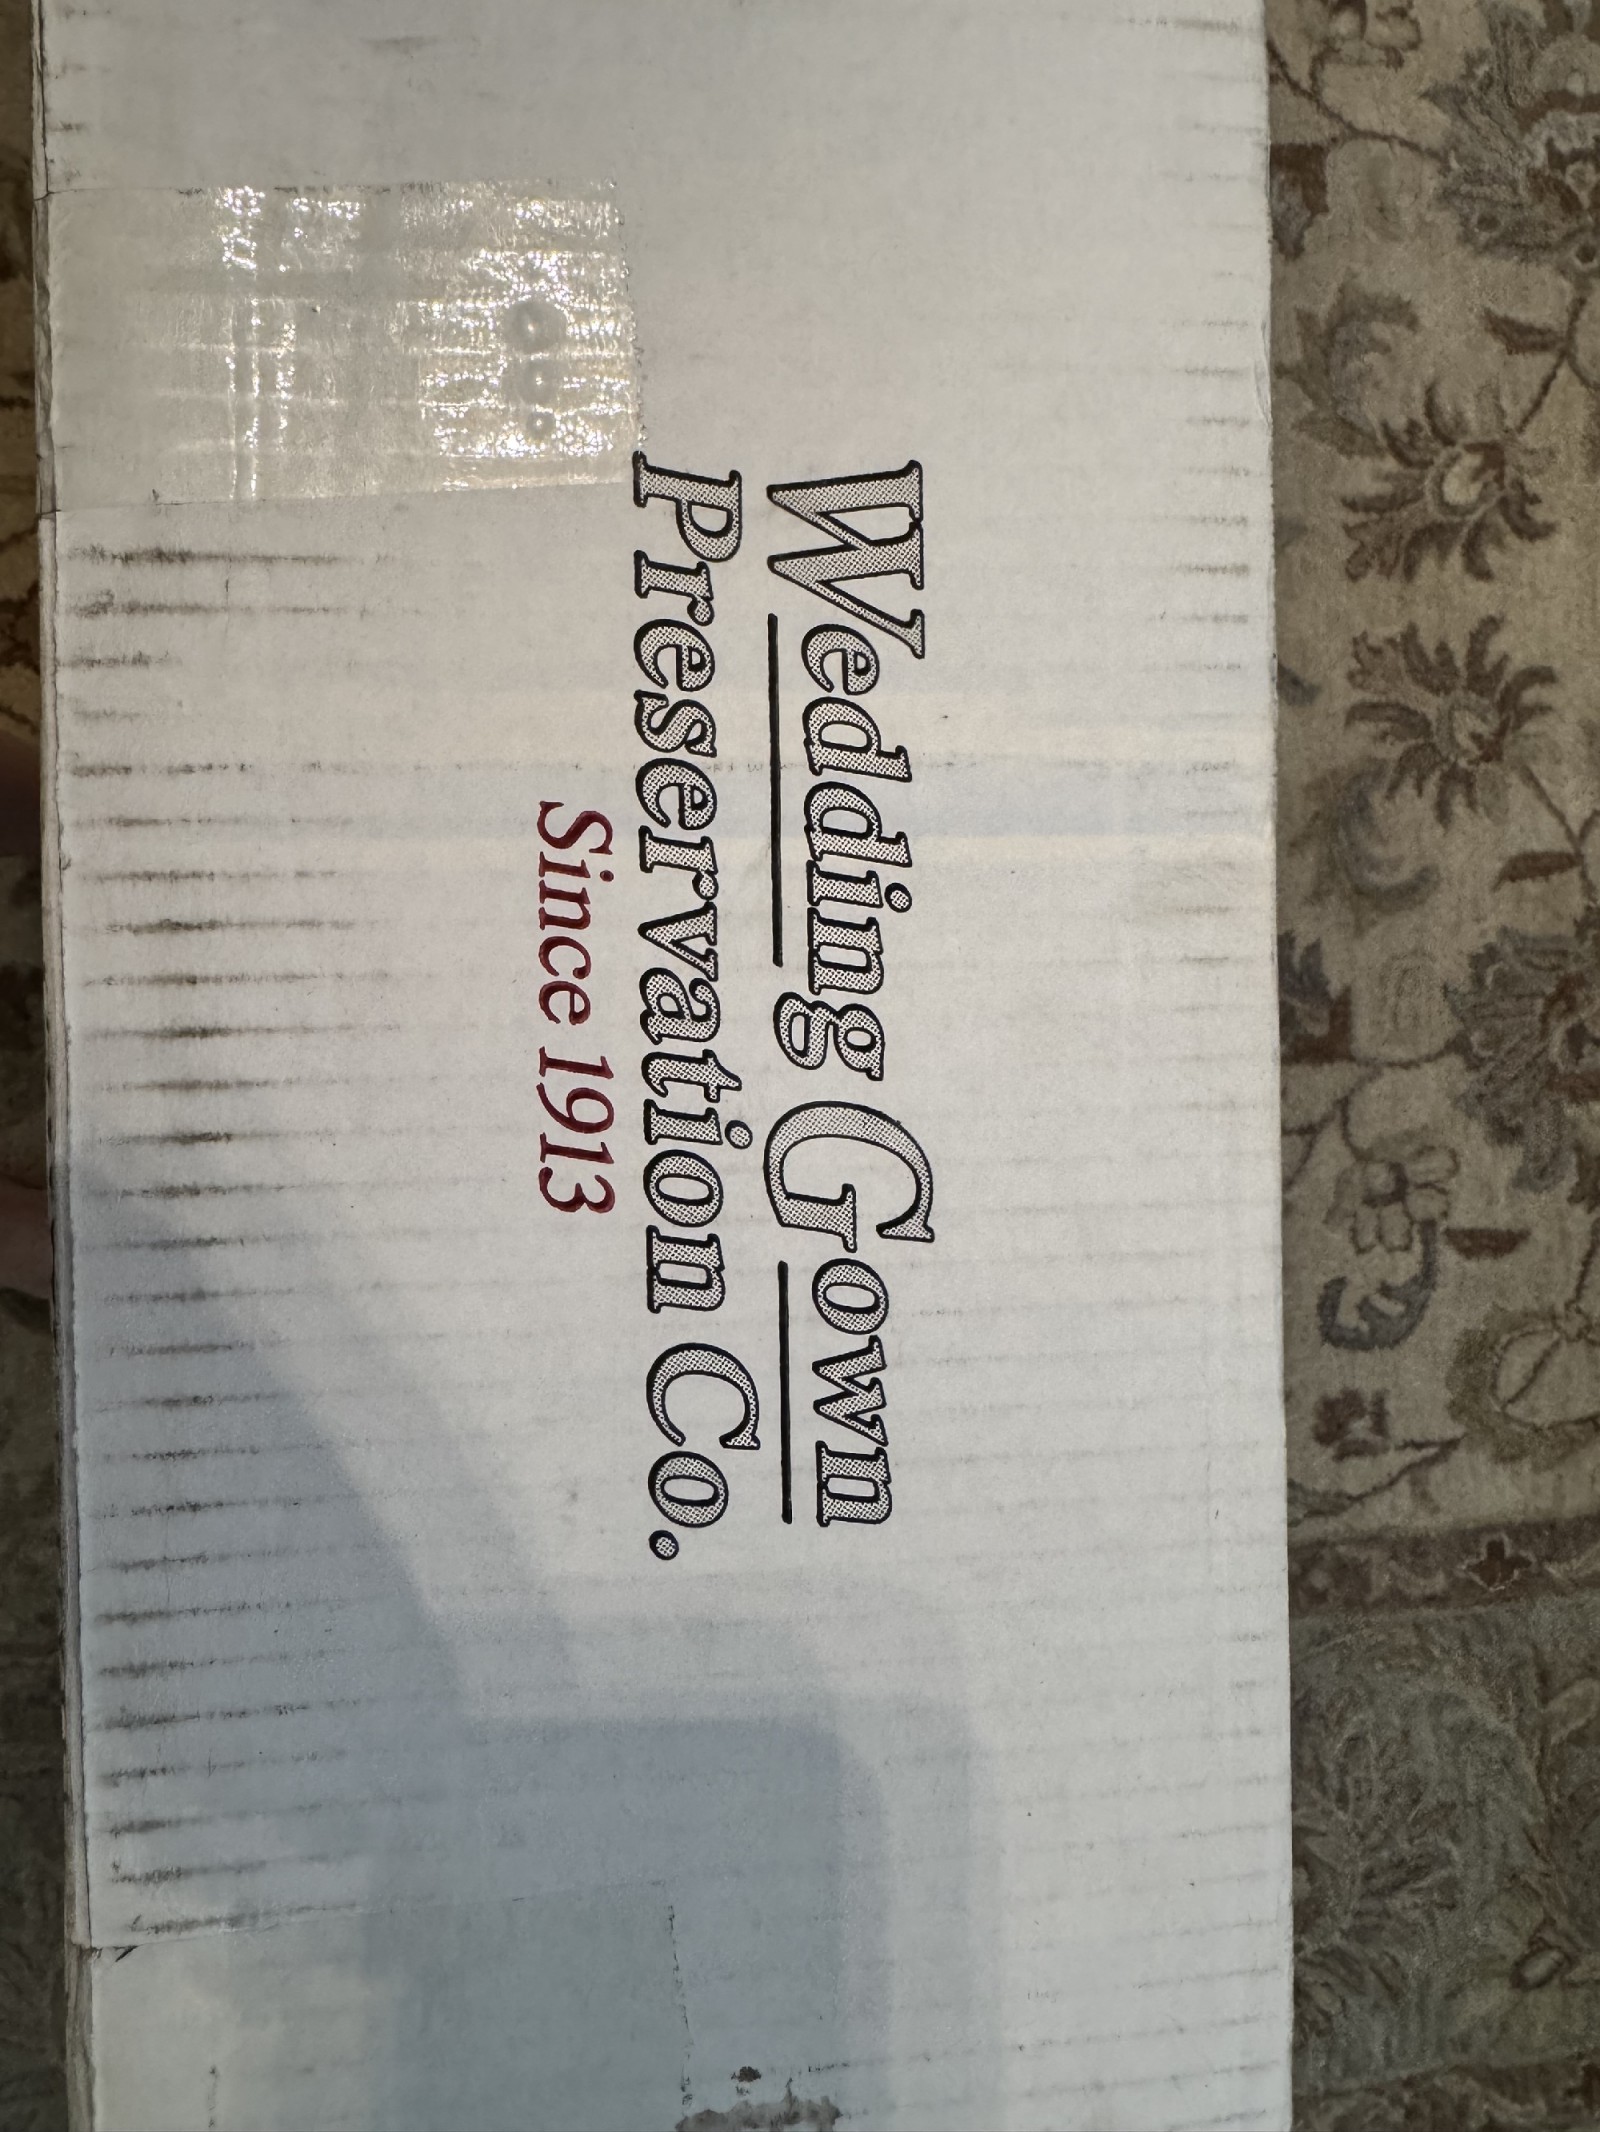 Wedding Gown
Preservation Co.
Since 1913